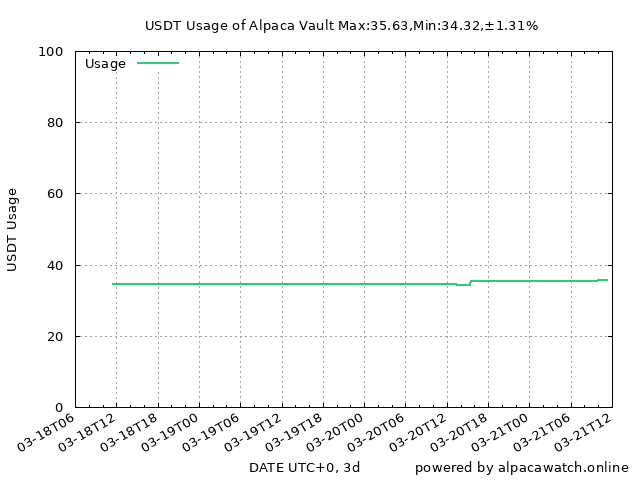 USDT Usage of Alpaca Vault Max:35.63,Min:34.32,±1.31%
Usage
100
80
60
40
20
0
USDT Usage
03-18T06
03-18T12
03-18T18
03-19T00
03-19T06
03-19T12
03-19T18
03-20T00
03-20T06
03-20T12
03-20T18
03-21T00
03-21T06
03-21T12
DATE UTC+0, 3d
powered by alpacawatch.online